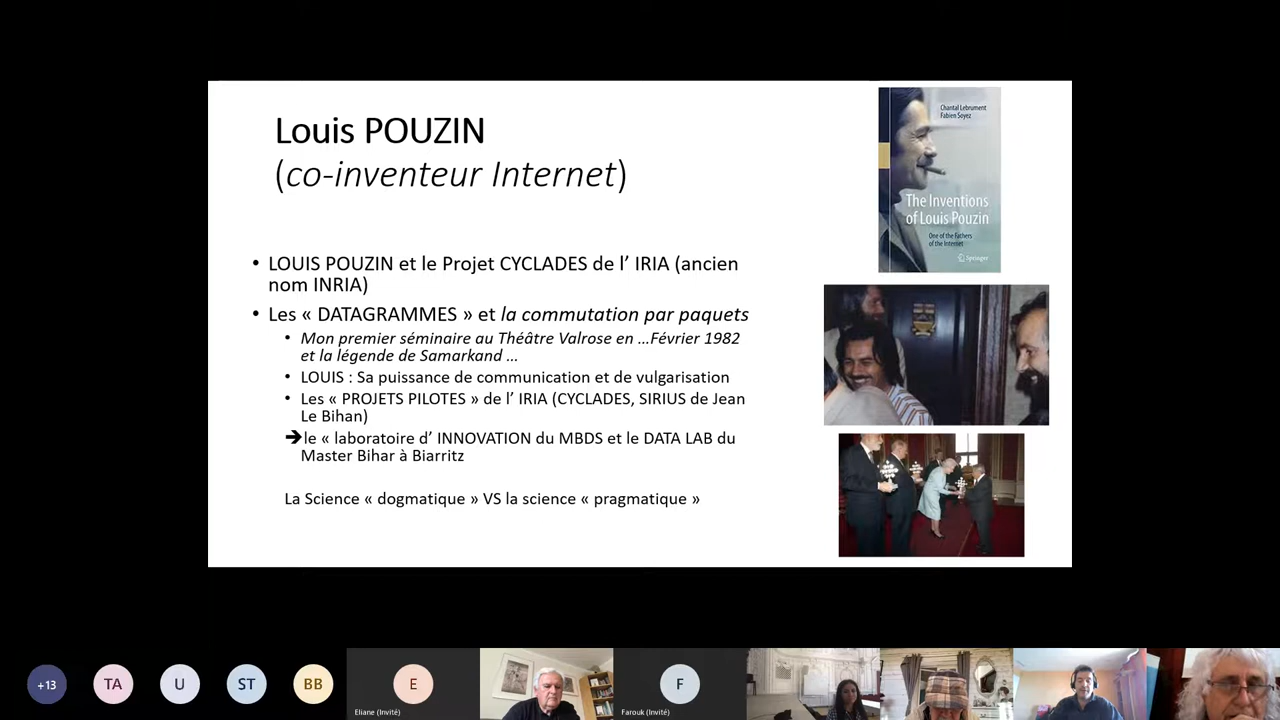 Louis POUZIN
(co-inventeur Internet)
• LOUIS POUZIN et le Projet CYCLADES de l’ IRIA (ancien
nom INRIA)
• Les « DATAGRAMMES » et la commutation par paquets
• Mon premier séminaire au Théâtre Valrose en …Février 1982
et la légende de Samarkand …
• LOUIS : Sa puissance de communication et de vulgarisation
• Les « PROJETS PILOTES » de l’ IRIA (CYCLADES, SIRIUS de Jean
Le Bihan)
➔le « laboratoire d’ INNOVATION du MBDS et le DATA LAB du
Master Bihar à Biarritz
La Science « dogmatique » VS la science « pragmatique »
Chantal Lebrument
Fabien Soyez
The Inventions
of Louis Pouzin
One of the Fathers
of the Internet
Springer
+13
TA
U
ST
BB
E
Eliane (Invité)
F
Farouk (Invité)